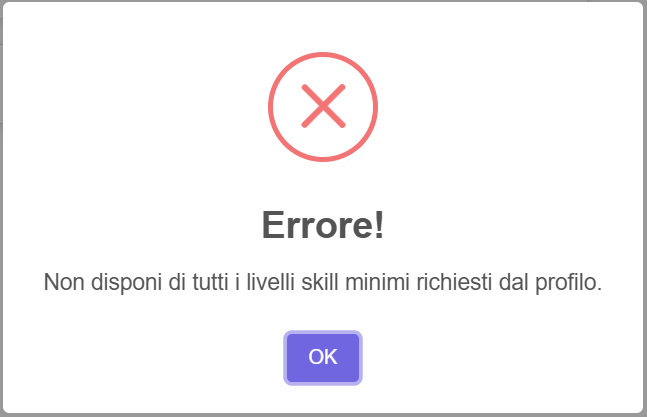 Errore!
Non disponi di tutti i livelli skill minimi richiesti dal profilo.
OK